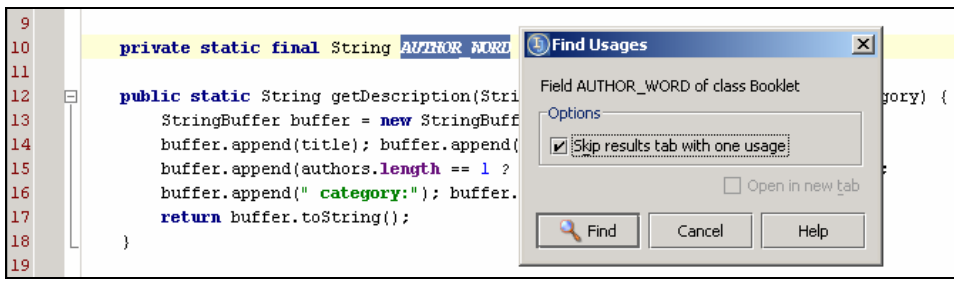 9
10 private static final String AUTHOR_WORD
11
12 public static String getDescription(Stri gory) {
13 StringBuffer buffer = new StringBuff
14 buffer.append(title); buffer.append(
15 buffer.append(authors.length == 1 ? ;
16 buffer.append(" category:"); buffer.
17 return buffer.toString();
18 }
19
Find Usages
Field AUTHOR_WORD of class Booklet
Options
Skip results tab with one usage
Open in new tab
Find Cancel Help